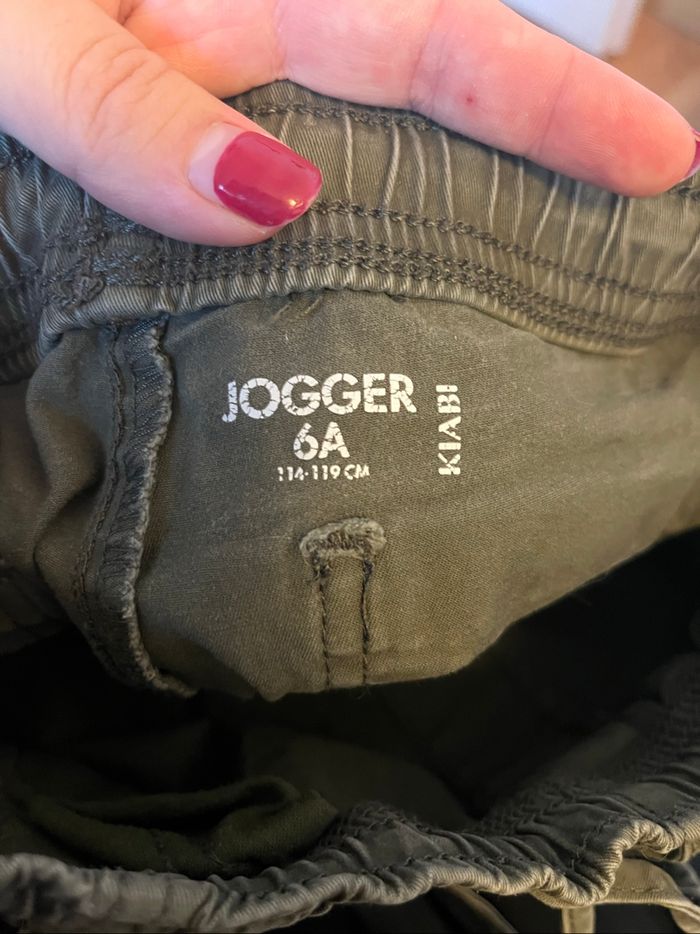 JOGGER
6A
114-119 CM
KIABI